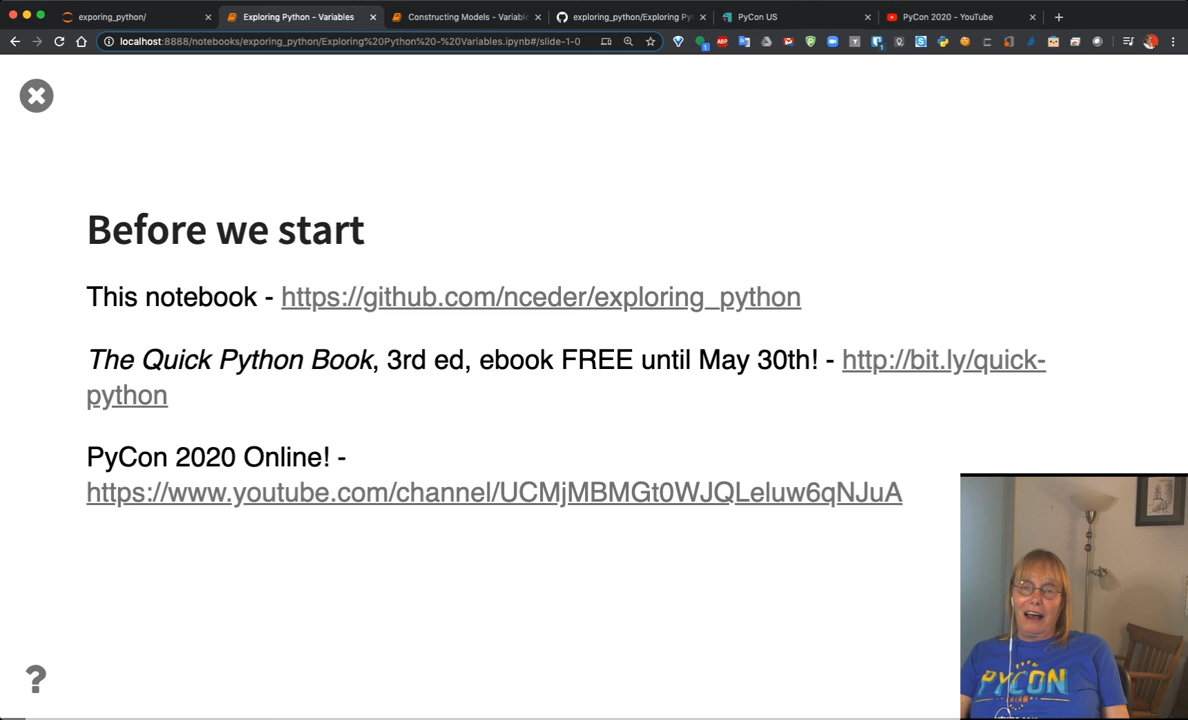 exploring_python/
Exploring Python - Variables
Constructing Models - Variable
exploring_python/Exploring Py
PyCon US
PyCon 2020 - YouTube
localhost:8888/notebooks/exporing_python/Exploring%20Python%20-%20Variables.ipynb#/slide-1-0
Before we start
This notebook - https://github.com/nceder/exploring_python
The Quick Python Book, 3rd ed, ebook FREE until May 30th! - http://bit.ly/quick-
python
PyCon 2020 Online! -
https://www.youtube.com/channel/UCMjMBMGt0WJQLeluw6qNJuA
PYCON
?